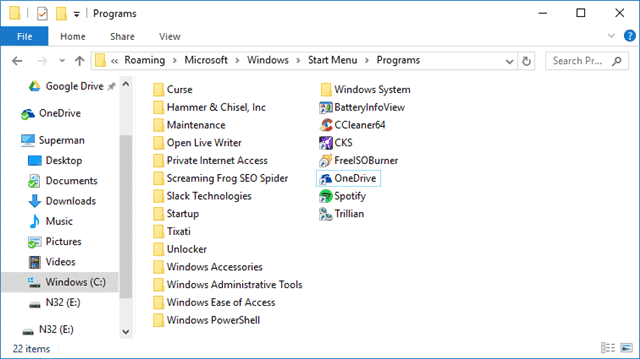 Programs
File
Home
Share
View
Roaming
Microsoft
Windows
Start Menu
Programs
Search Pr...
Google Drive
OneDrive
Superman
Desktop
Documents
Downloads
Music
Pictures
Videos
Windows (C:)
N32 (E:)
N32 (E:)
Curse
Hammer & Chisel, Inc
Maintenance
Open Live Writer
Private Internet Access
Screaming Frog SEO Spider
Slack Technologies
Startup
Tixati
Unlocker
Windows Accessories
Windows Administrative Tools
Windows Ease of Access
Windows PowerShell
Windows System
BatteryInfoView
CCleaner64
CKS
FreeISOBurner
OneDrive
Spotify
Trillian
22 items